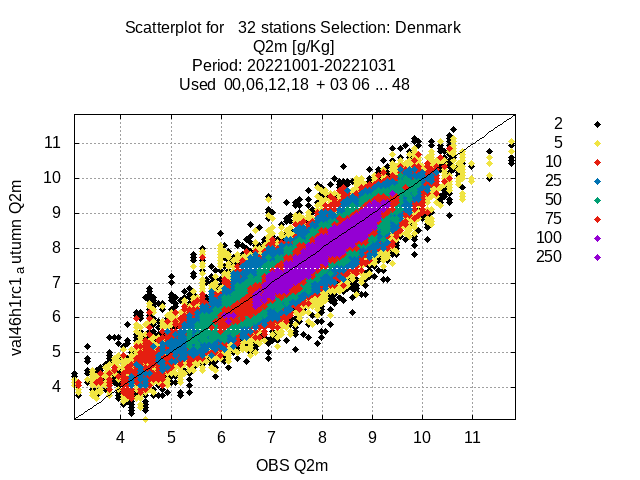 Scatterplot for 32 stations Selection: Denmark
Q2m [g/Kg]
Period: 20221001-20221031
Used 00,06,12,18 + 03 06 ... 48
2
5
10
25
50
75
100
250
11
10
9
8
7
6
5
4
val46h1rc1_autumn Q2m
4 5 6 7 8 9 10 11
OBS Q2m